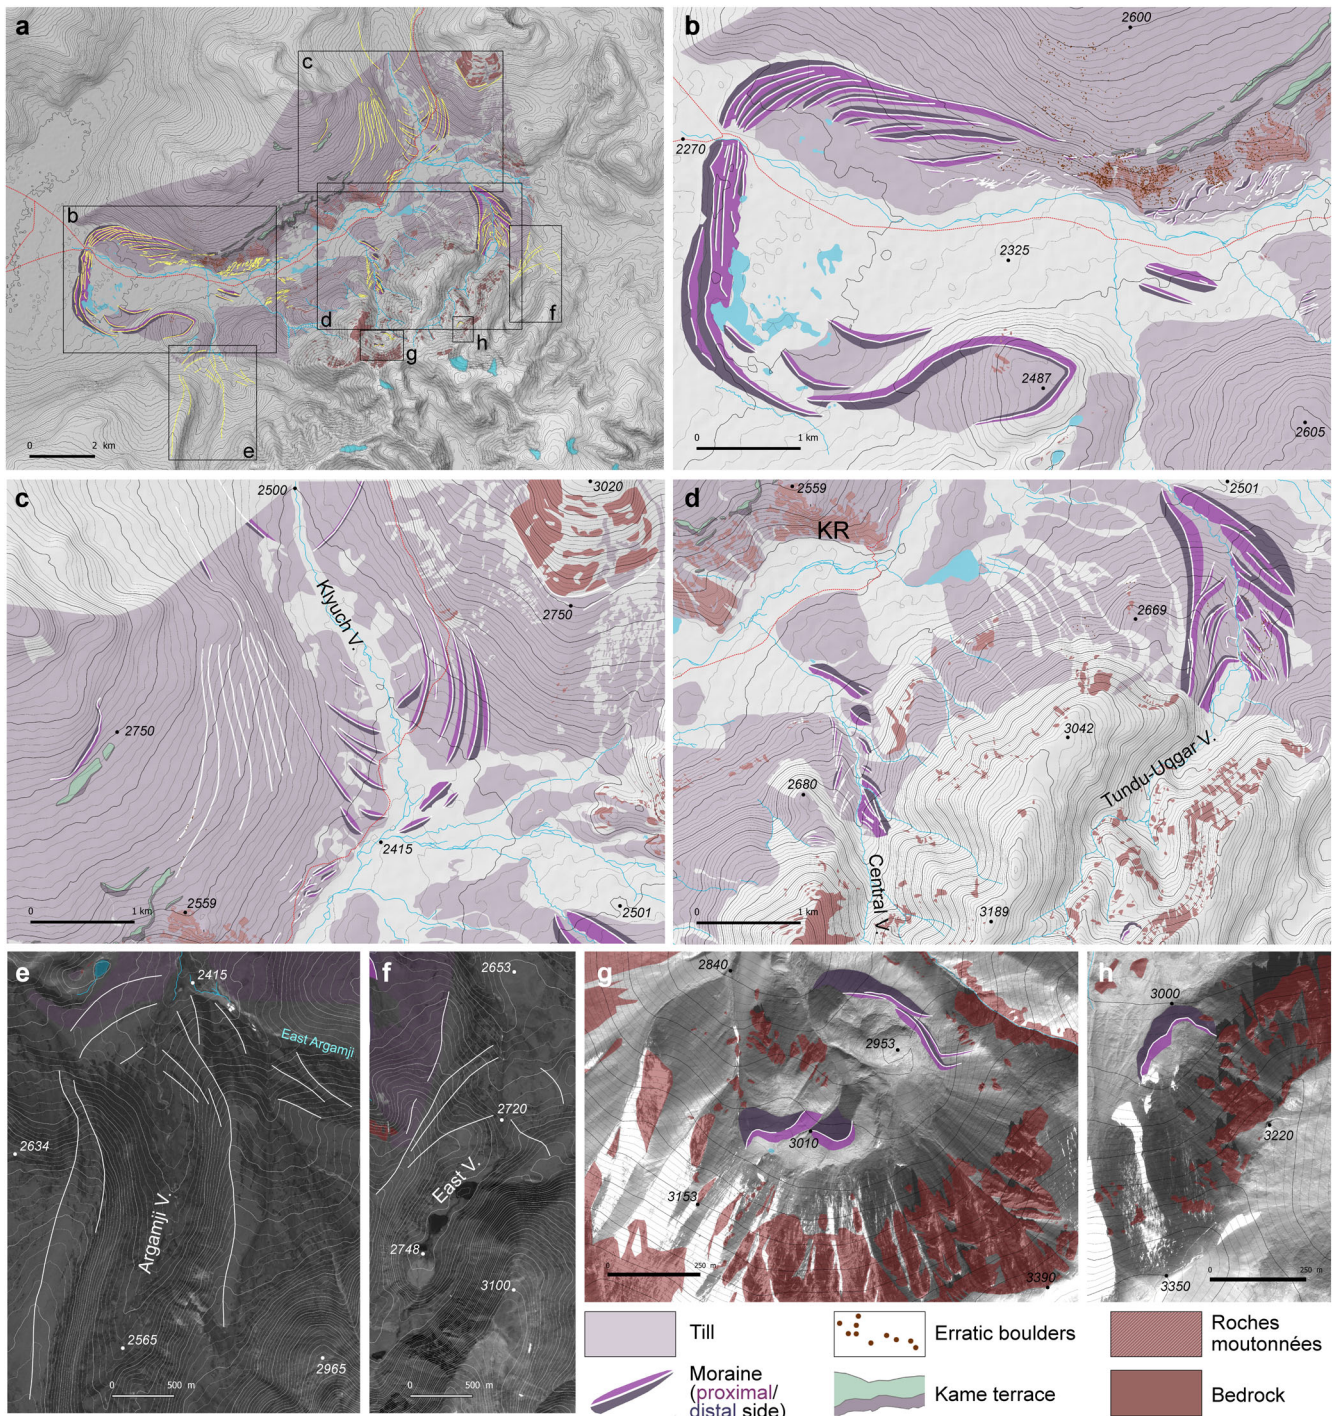 a
c
b
d
f
g
h
e
0 2 km
b
2600
2270
2325
2487
2605
0 1 km
c
2500
3020
Klyuch V.
2750
2750
2415
2559
2501
0 1 km
d
2559
2501
KR
2669
3042
Tundu-Uqgar V.
2680
Central V.
3189
0 1 km
e
2415
East Argamji
2634
Argamji V.
2565
2965
0 500 m
f
2653
2720
East V.
2748
3100
0 500 m
g
2840
2953
3010
3153
0 250 m
3390
h
3000
3220
3350
0 250 m
Till
Erratic boulders
Roches
moutonnées
Moraine
(proximal/
distal side)
Kame terrace
Bedrock